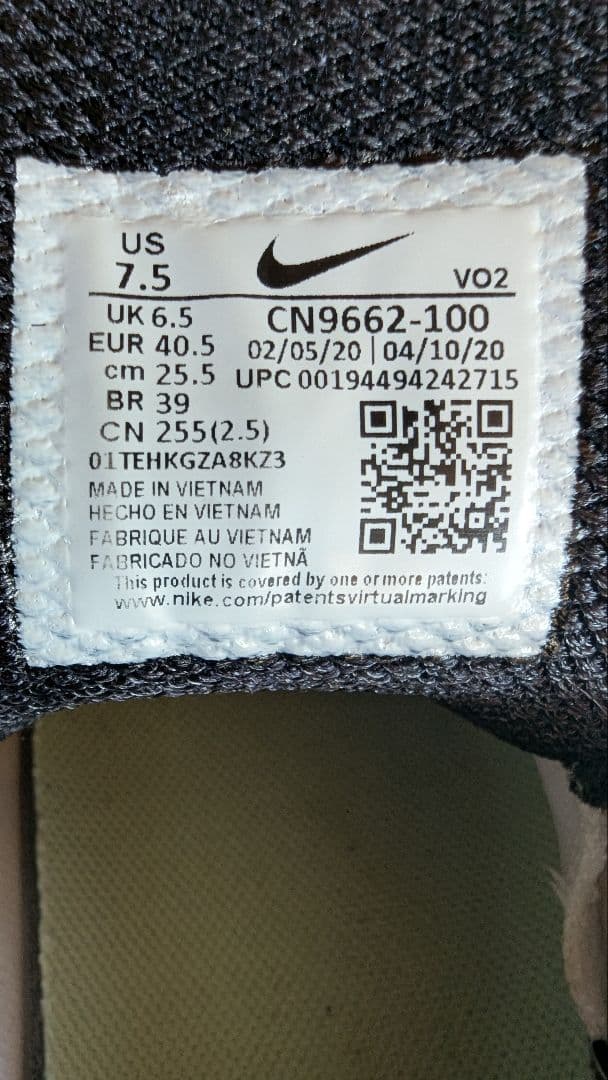 US
7.5
VO2
UK 6.5
CN9662-100
EUR 40.5
02/05/20 | 04/10/20
cm 25.5
UPC 00194494242715
BR 39
CN 255(2.5)
01TEHKGZA8KZ3
MADE IN VIETNAM
HECHO EN VIETNAM
FABRIQUE AU VIETNAM
FABRICADO NO VIETNÃ
This product is covered by one or more patents:
www.nike.com/patentsvirtualmarking